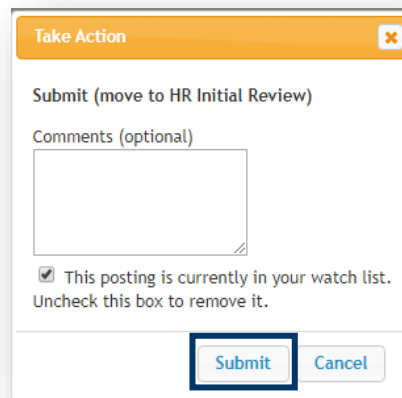 Take Action
Submit (move to HR Initial Review)
Comments (optional)
This posting is currently in your watch list.
Uncheck this box to remove it.
Submit Cancel